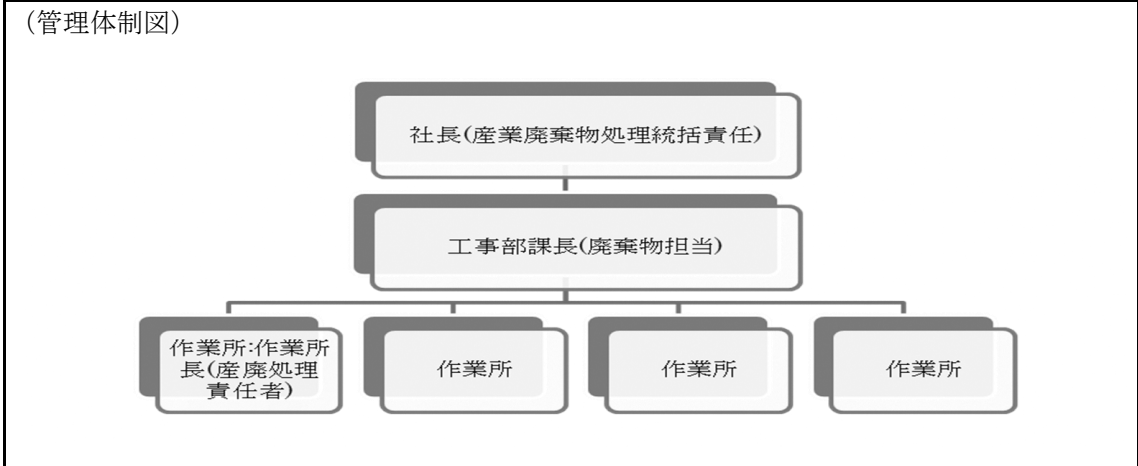 （管理体制図）
社長(産業廃棄物処理統括責任)
工事部課長(廃棄物担当)
作業所:作業所
長(産廃処理
責任者)
作業所
作業所
作業所